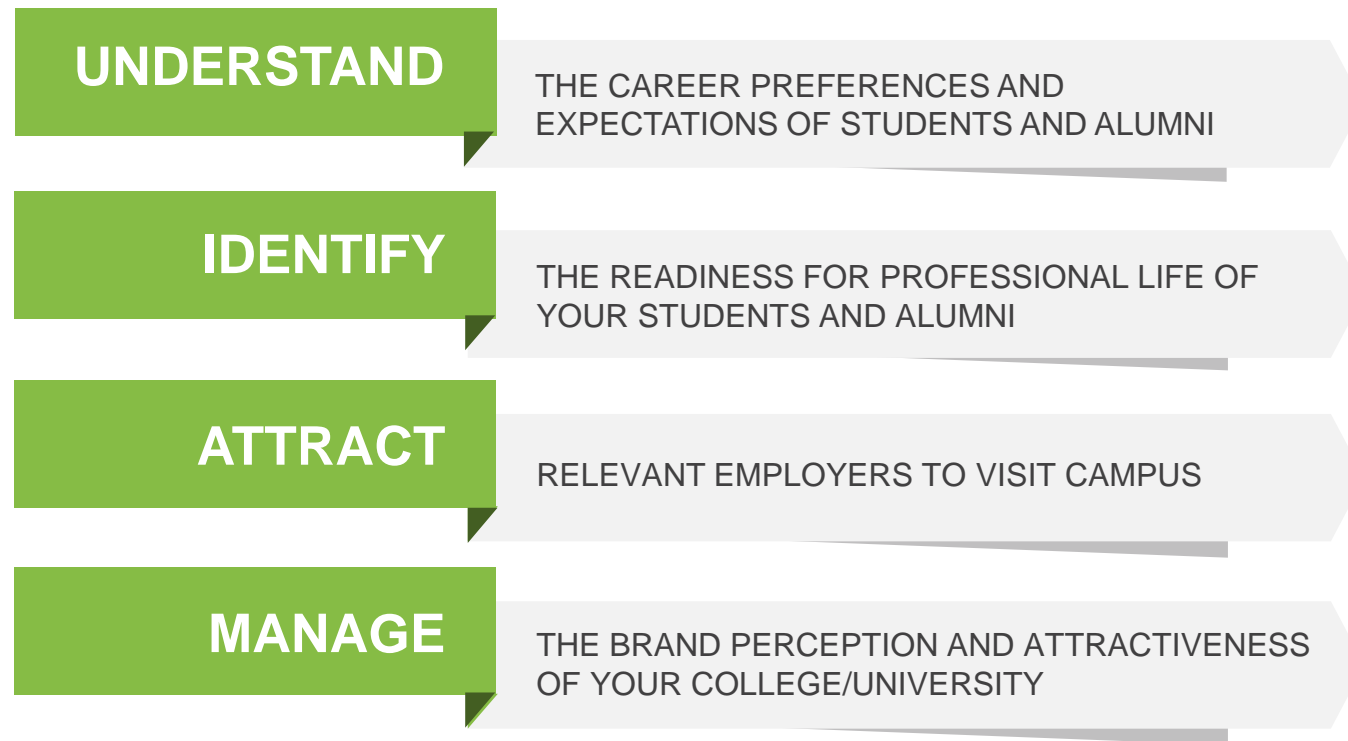 UNDERSTAND
THE CAREER PREFERENCES AND
EXPECTATIONS OF STUDENTS AND ALUMNI
IDENTIFY
THE READINESS FOR PROFESSIONAL LIFE OF
YOUR STUDENTS AND ALUMNI
ATTRACT
RELEVANT EMPLOYERS TO VISIT CAMPUS
MANAGE
THE BRAND PERCEPTION AND ATTRACTIVENESS
OF YOUR COLLEGE/UNIVERSITY